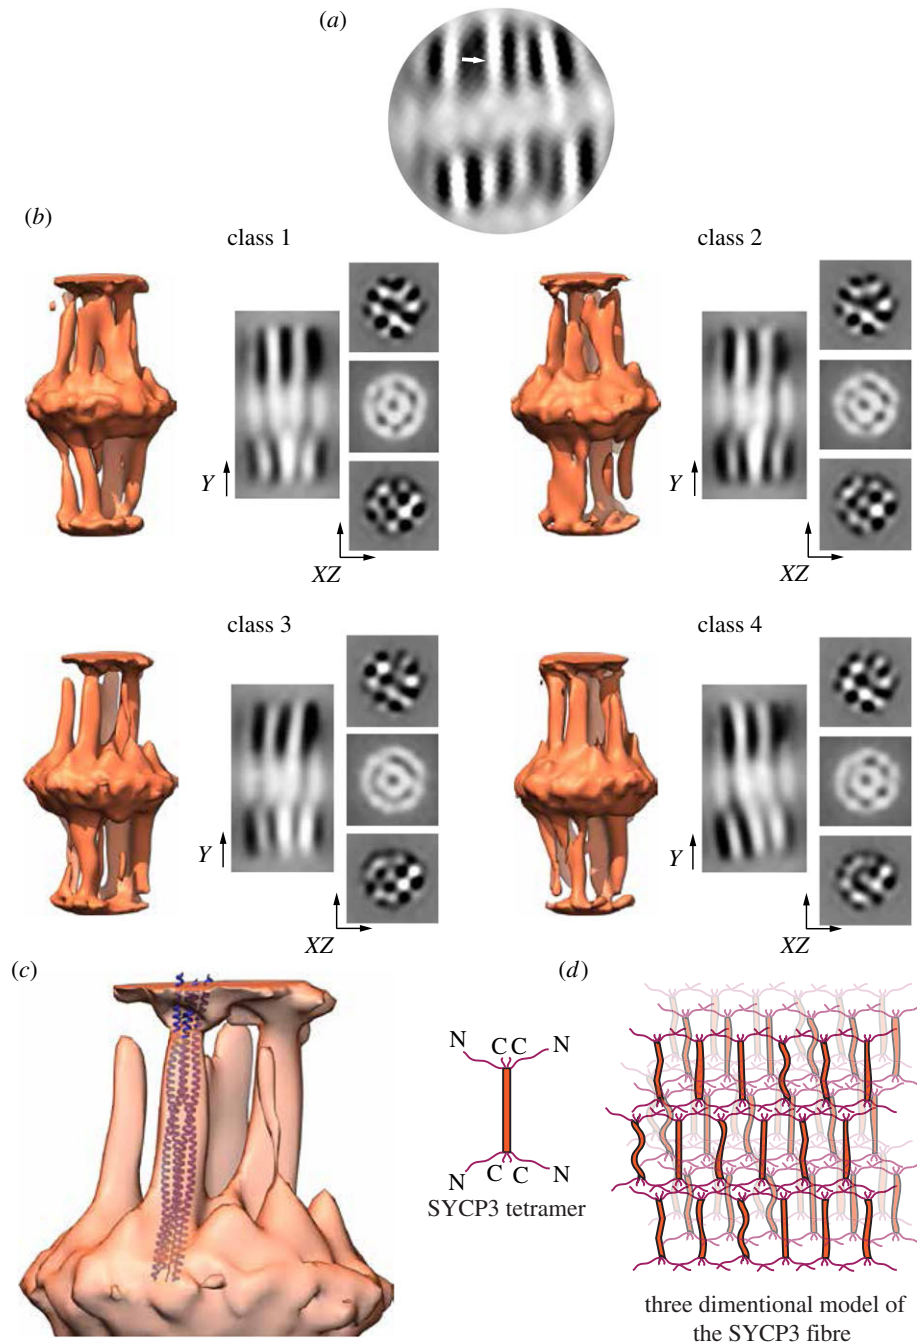 (a)
(b)
class 1
class 2
Y
Y
XZ
XZ
class 3
class 4
Y
Y
XZ
XZ
(c)
(d)
N
C C
N
N
C C
N
SYCP3 tetramer
three dimentional model of
the SYCP3 fibre